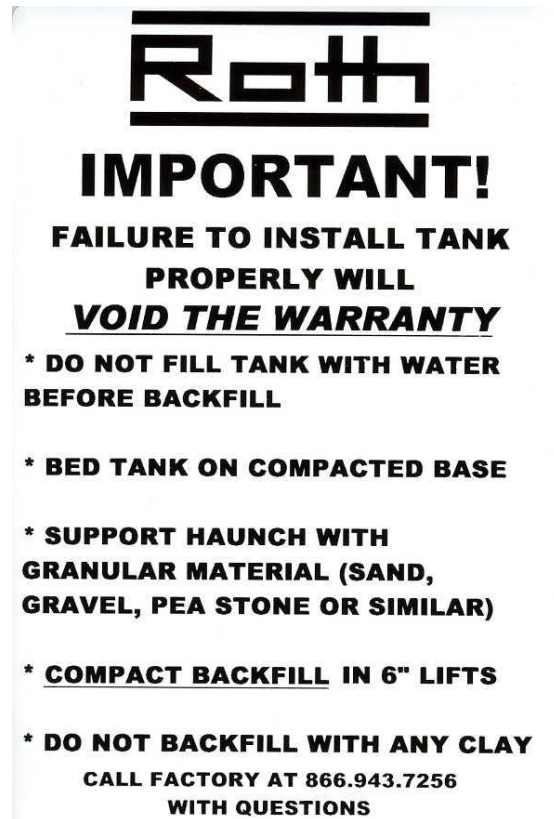 Roth
IMPORTANT!
FAILURE TO INSTALL TANK
PROPERLY WILL
VOID THE WARRANTY
* DO NOT FILL TANK WITH WATER
BEFORE BACKFILL
* BED TANK ON COMPACTED BASE
* SUPPORT HAUNCH WITH
GRANULAR MATERIAL (SAND,
GRAVEL, PEA STONE OR SIMILAR)
* COMPACT BACKFILL IN 6" LIFTS
* DO NOT BACKFILL WITH ANY CLAY
CALL FACTORY AT 866.943.7256
WITH QUESTIONS